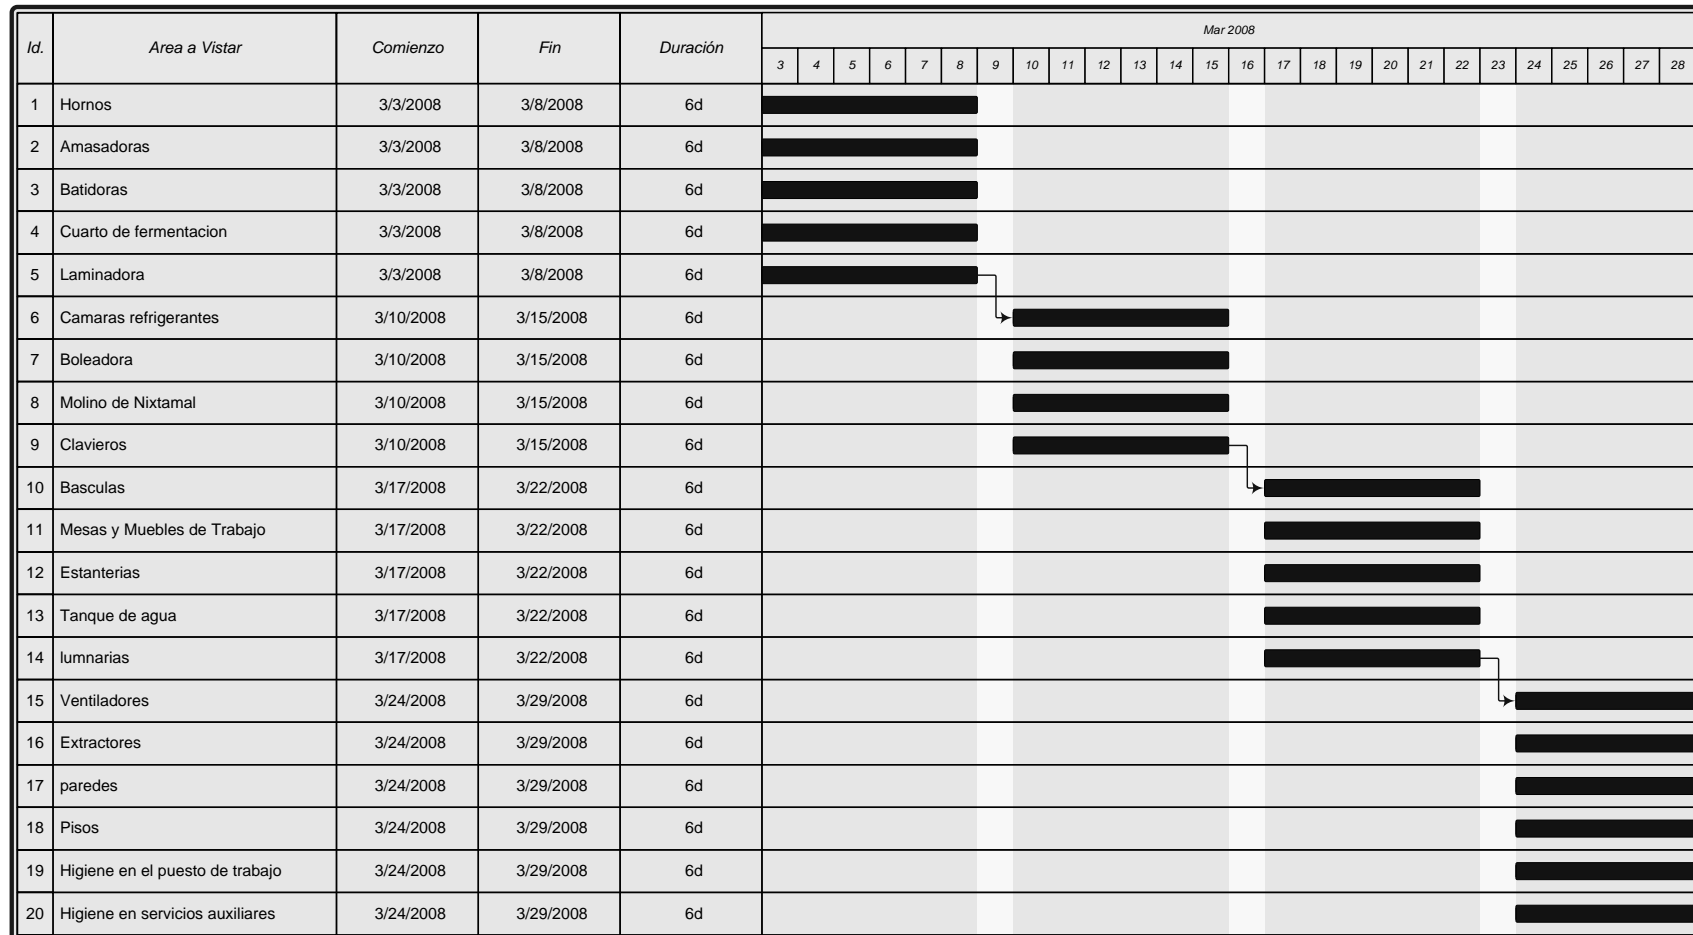 Id. Area a Vistar Comienzo Fin Duración Mar 2008
3 4 5 6 7 8 9 10 11 12 13 14 15 16 17 18 19 20 21 22 23 24 25 26 27 28
1 Hornos 3/3/2008 3/8/2008 6d
2 Amasadoras 3/3/2008 3/8/2008 6d
3 Batidoras 3/3/2008 3/8/2008 6d
4 Cuarto de fermentacion 3/3/2008 3/8/2008 6d
5 Laminadora 3/3/2008 3/8/2008 6d
6 Camaras refrigerantes 3/10/2008 3/15/2008 6d
7 Boleadora 3/10/2008 3/15/2008 6d
8 Molino de Nixtamal 3/10/2008 3/15/2008 6d
9 Clavieros 3/10/2008 3/15/2008 6d
10 Basculas 3/17/2008 3/22/2008 6d
11 Mesas y Muebles de Trabajo 3/17/2008 3/22/2008 6d
12 Estanterias 3/17/2008 3/22/2008 6d
13 Tanque de agua 3/17/2008 3/22/2008 6d
14 lumnarias 3/17/2008 3/22/2008 6d
15 Ventiladores 3/24/2008 3/29/2008 6d
16 Extractores 3/24/2008 3/29/2008 6d
17 paredes 3/24/2008 3/29/2008 6d
18 Pisos 3/24/2008 3/29/2008 6d
19 Higiene en el puesto de trabajo 3/24/2008 3/29/2008 6d
20 Higiene en servicios auxiliares 3/24/2008 3/29/2008 6d